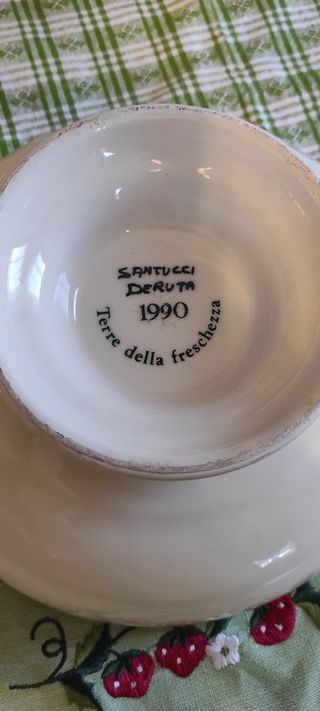 SANTUCCI
DERUTA
1990
Terre della freschezza